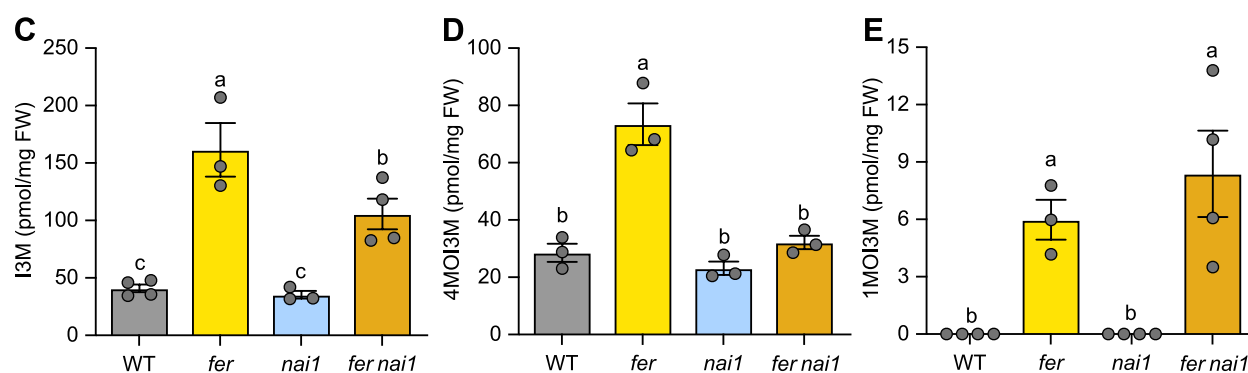 C
I3M (pmol/mg FW)
250
200
150
100
50
0
c
a
c
b
WT
fer
nai1
fer nai1
D
4MOI3M (pmol/mg FW)
100
80
60
40
20
0
b
a
b
b
WT
fer
nai1
fer nai1
E
1MOI3M (pmol/mg FW)
15
12
9
6
3
0
b
a
b
a
WT
fer
nai1
fer nai1